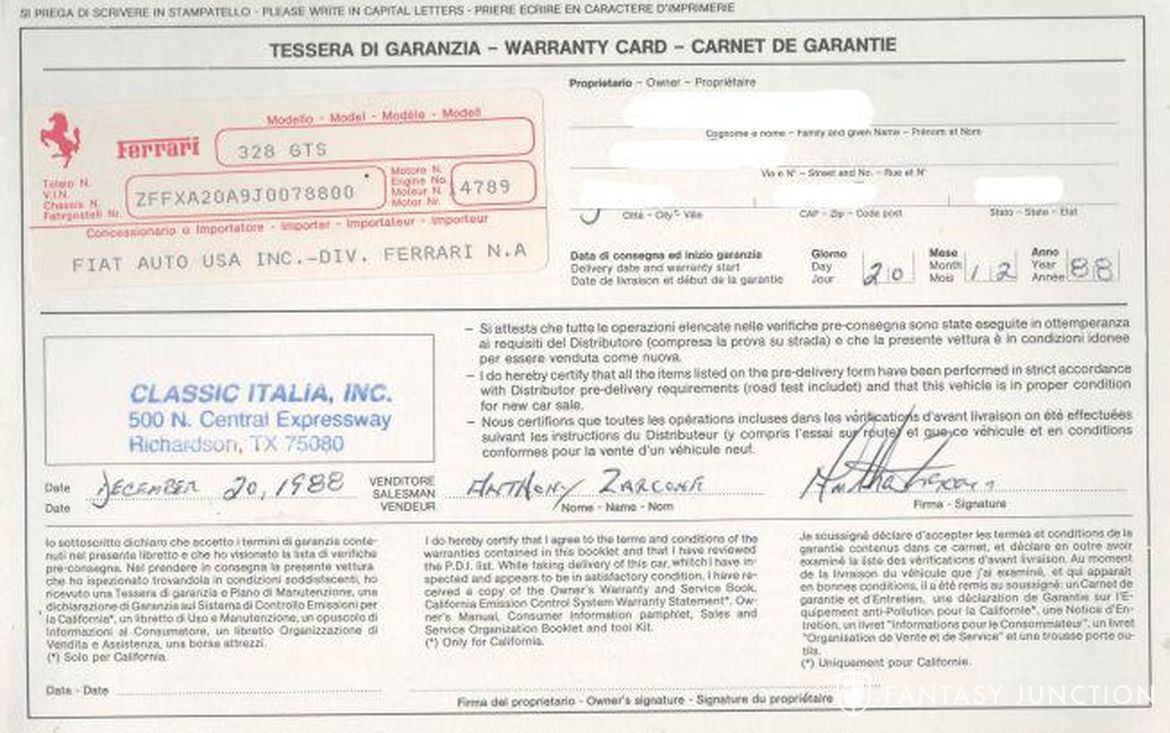 SI PREGA DI SCRIVERE IN STAMPATELLO - PLEASE WRITE IN CAPITAL LETTERS - PRIERE ECRIRE EN CARACTERE D'IMPRIMERIE
TESSERA DI GARANZIA – WARRANTY CARD – CARNET DE GARANTIE
Ferrari
Modello - Model - Modèle - Modell
328 GTS
Telaio N.
V.I.N.
Chassis N.
Fahrgestell Nr.
ZFFXA20A9J0078800
Motore N.
Engine No.
Moteur N.
Motor Nr.
14789
Concessionario o Importatore - Importer - Importateur - Importeur
FIAT AUTO USA INC.-DIV. FERRARI N.A
Proprietario – Owner – Propriétaire
Cognome e nome – Family and given Name – Prénom et Nom
Via e N° – Street and No. – Rue et N°
Città - City - Ville
CAP - Zip - Code post
Stato - State - Etat
Data di consegna ed inizio garanzia
Delivery date and warranty start
Date de livraison et début de la garantie
Giorno
Day
Jour
20
Mese
Month
Mois
12
Anno
Year
Année
88
CLASSIC ITALIA, INC.
500 N. Central Expressway
Richardson, TX 75080
– Si attesta che tutte le operazioni elencate nelle verifiche pre-consegna sono state eseguite in ottemperanza
ai requisiti del Distributore (compresa la prova su strada) e che la presente vettura è in condizioni idonee
per essere venduta come nuova.
– I do hereby certify that all the items listed on the pre-delivery form have been performed in strict accordance
with Distributor pre-delivery requirements (road test includet) and that this vehicle is in proper condition
for new car sale.
– Nous certifions que toutes les opérations incluses dans les vérifications d'avant livraison on été effectuées
suivant les instructions du Distributeur (y compris l'essai sur route) et que ce véhicule et en conditions
conformes pour la vente d'un véhicule neuf.
Date
Date
DECEMBER 20, 1988
VENDITORE
SALESMAN
VENDEUR
ANTHONY ZARCONE
Nome - Name - Nom
Firma - Signature
Io sottoscritto dichiaro che accetto i termini di garanzia conte-
nuti nel presente libretto e che ho visionato la lista di verifiche
pre-consegna. Nel prendere in consegna la presente vettura
che ho ispezionato trovandola in condizioni soddisfacenti, ho
ricevuto una Tessera di garanzia e Piano di Manutenzione, una
dichiarazione di Garanzia sul Sistema di Controllo Emissioni per
la California*, un libretto di Uso e Manutenzione, un opuscolo di
Informazioni al Consumatore, un libretto Organizzazione di
Vendita e Assistenza, una borsa attrezzi.
(*) Solo per California.
I do hereby certify that I agree to the terms and conditions of the
warranties contained in this booklet and that I have reviewed
the P.D.I. list. While taking delivery of this car, which I have in-
spected and appears to be in satisfactory condition, I have re-
ceived a copy of the Owner's Warranty and Service Book,
California Emission Control System Warranty Statement*, Ow-
ner's Manual, Consumer Information pamphlet, Sales and
Service Organization Booklet and tool Kit.
(*) Only for California.
Je soussigné déclare d'accepter les termes et conditions de la
garantie contenus dans ce carnet, et déclare en outre avoir
examiné la liste des vérifications d'avant livraison. Au moment
de la livraison du véhicule que j'ai examiné, et qui apparaît
en bonnes conditions, il a été remis au soussigné: un Carnet de
garantie et d'Entretien, une déclaration de Garantie sur l'E-
quipement anti-Pollution pour la Californie*, une Notice d'En-
tretien, un livret "Informations pour le Consommateur", un livret
"Organisation de Vente et de Service" et une trousse porte ou-
tils.
(*) Uniquement pour California.
Data - Date
Firma del proprietario - Owner's signature - Signature du propriétaire
FANTASY JUNCTION